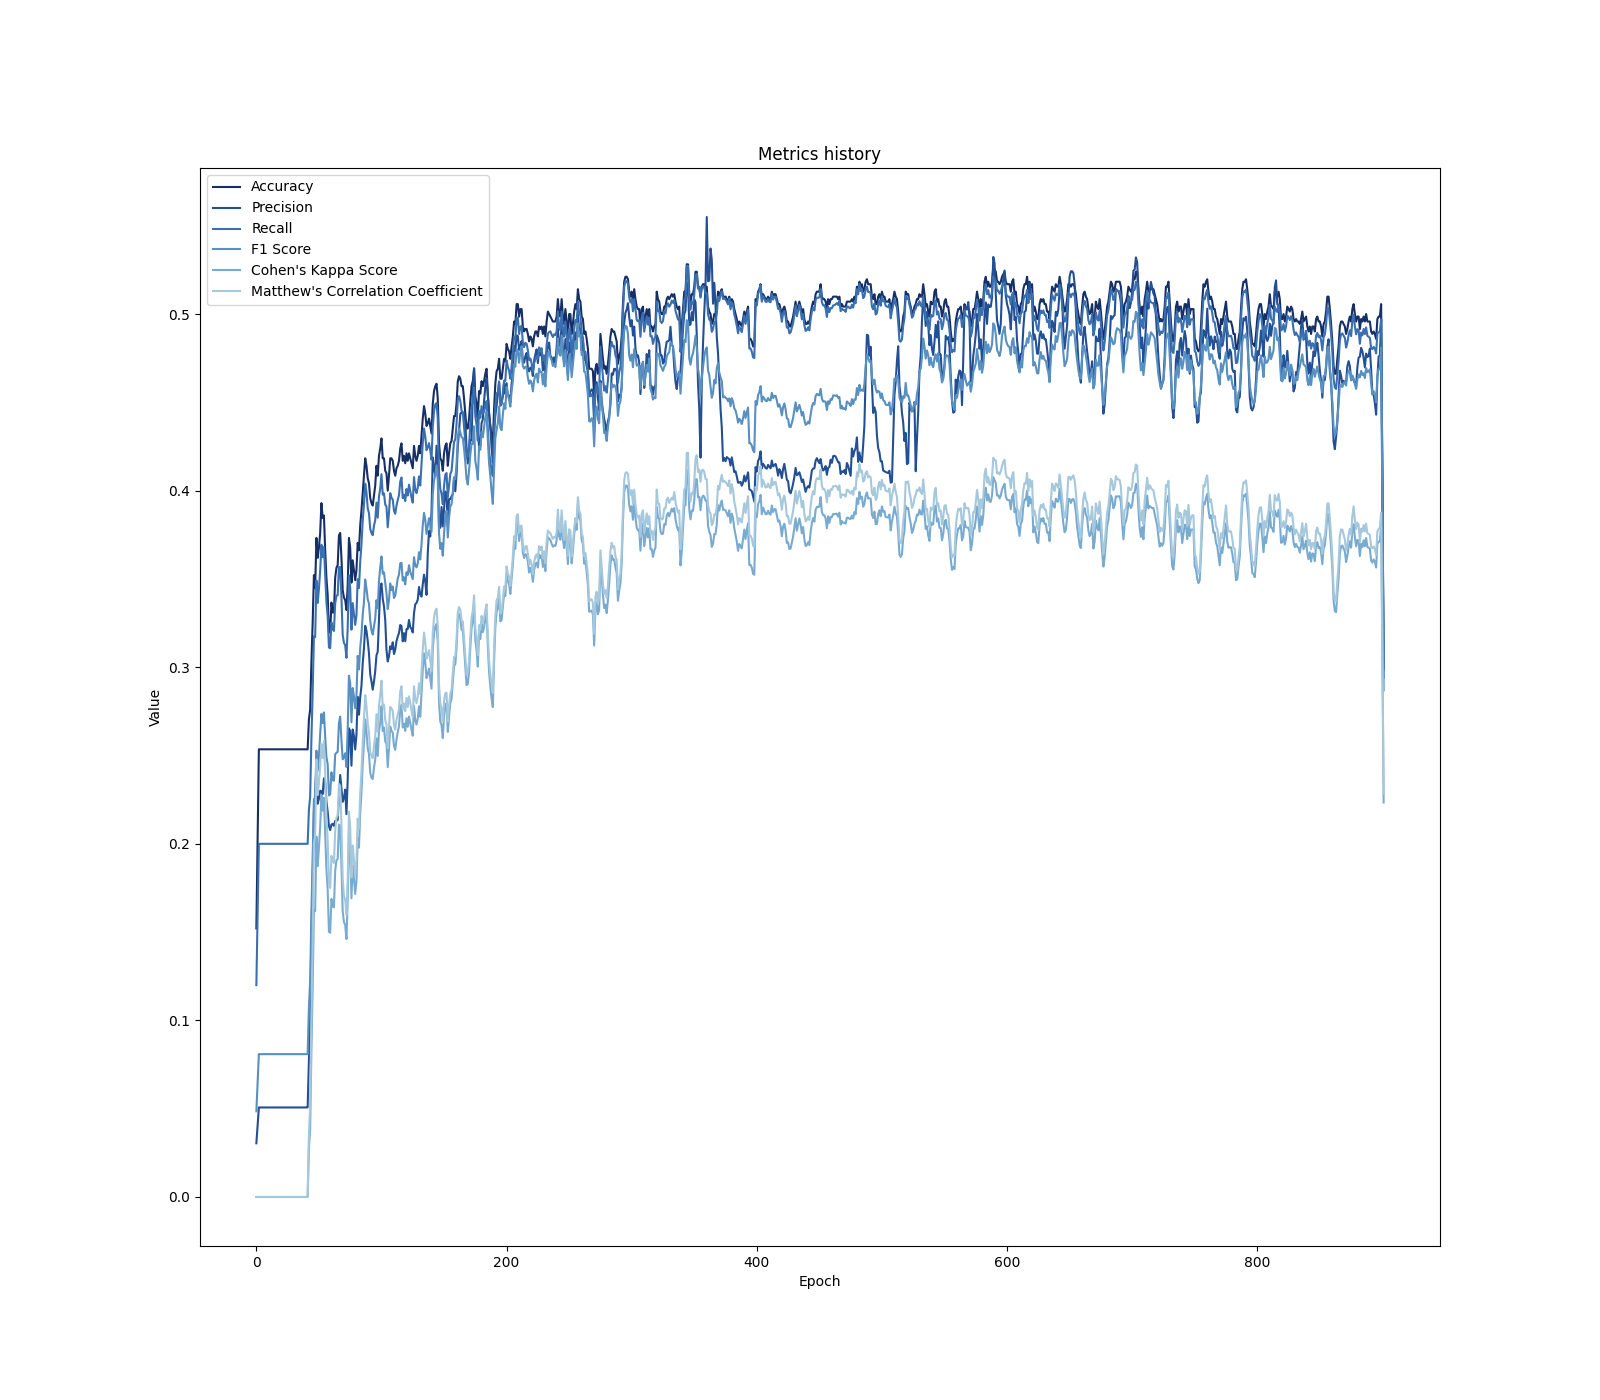 Metrics history
Accuracy
Precision
Recall
F1 Score
Cohen's Kappa Score
Matthew's Correlation Coefficient
0.5
0.4
0.3
0.2
0.1
0.0
Value
0 200 400 600 800
Epoch